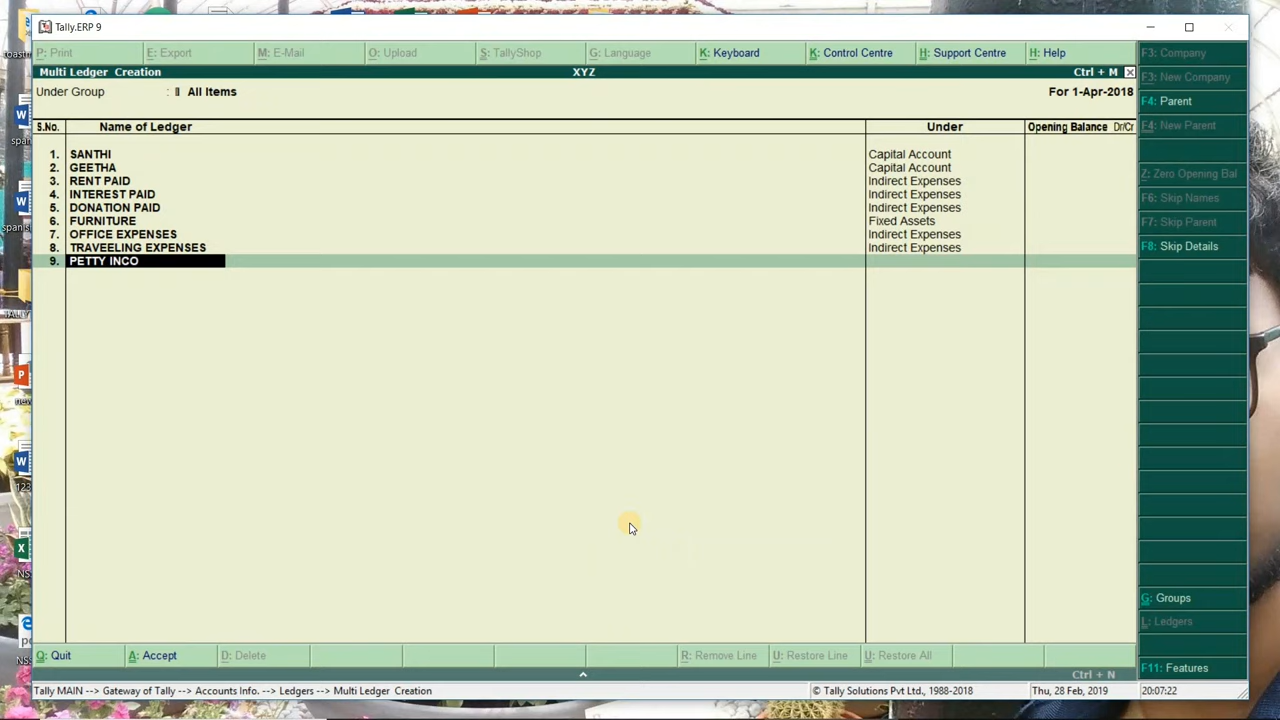 Tally.ERP 9
P: Print E: Export M: E-Mail O: Upload S: TallyShop G: Language K: Keyboard K: Control Centre H: Support Centre H: Help
Multi Ledger Creation XYZ Ctrl + M
Under Group : All Items For 1-Apr-2018
S.No. Name of Ledger Under Opening Balance Dr/Cr
1. SANTHI Capital Account
2. GEETHA Capital Account
3. RENT PAID Indirect Expenses
4. INTEREST PAID Indirect Expenses
5. DONATION PAID Indirect Expenses
6. FURNITURE Fixed Assets
7. OFFICE EXPENSES Indirect Expenses
8. TRAVEELING EXPENSES Indirect Expenses
9. PETTY INCO
F3: Company
F3: New Company
F4: Parent
F4: New Parent
Z: Zero Opening Bal
F6: Skip Names
F7: Skip Parent
F8: Skip Details
G: Groups
L: Ledgers
F11: Features
Q: Quit A: Accept D: Delete R: Remove Line U: Restore Line U: Restore All
Ctrl + N
Tally MAIN --> Gateway of Tally --> Accounts Info. --> Ledgers --> Multi Ledger Creation © Tally Solutions Pvt Ltd., 1988-2018 Thu, 28 Feb, 2019 20:07:22